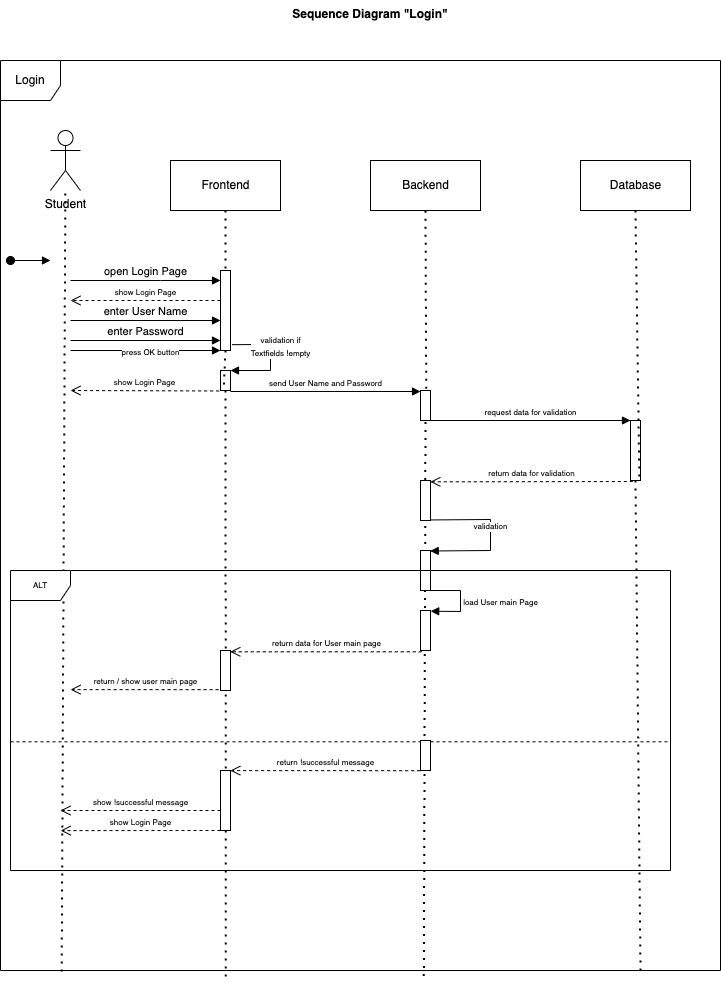 Sequence Diagram "Login"
Login
Student
Frontend
Backend
Database
open Login Page
show Login Page
enter User Name
enter Password
press OK button
validation if
Textfields !empty
show Login Page
send User Name and Password
request data for validation
return data for validation
validation
ALT
load User main Page
return data for User main page
return / show user main page
return !successful message
show !successful message
show Login Page